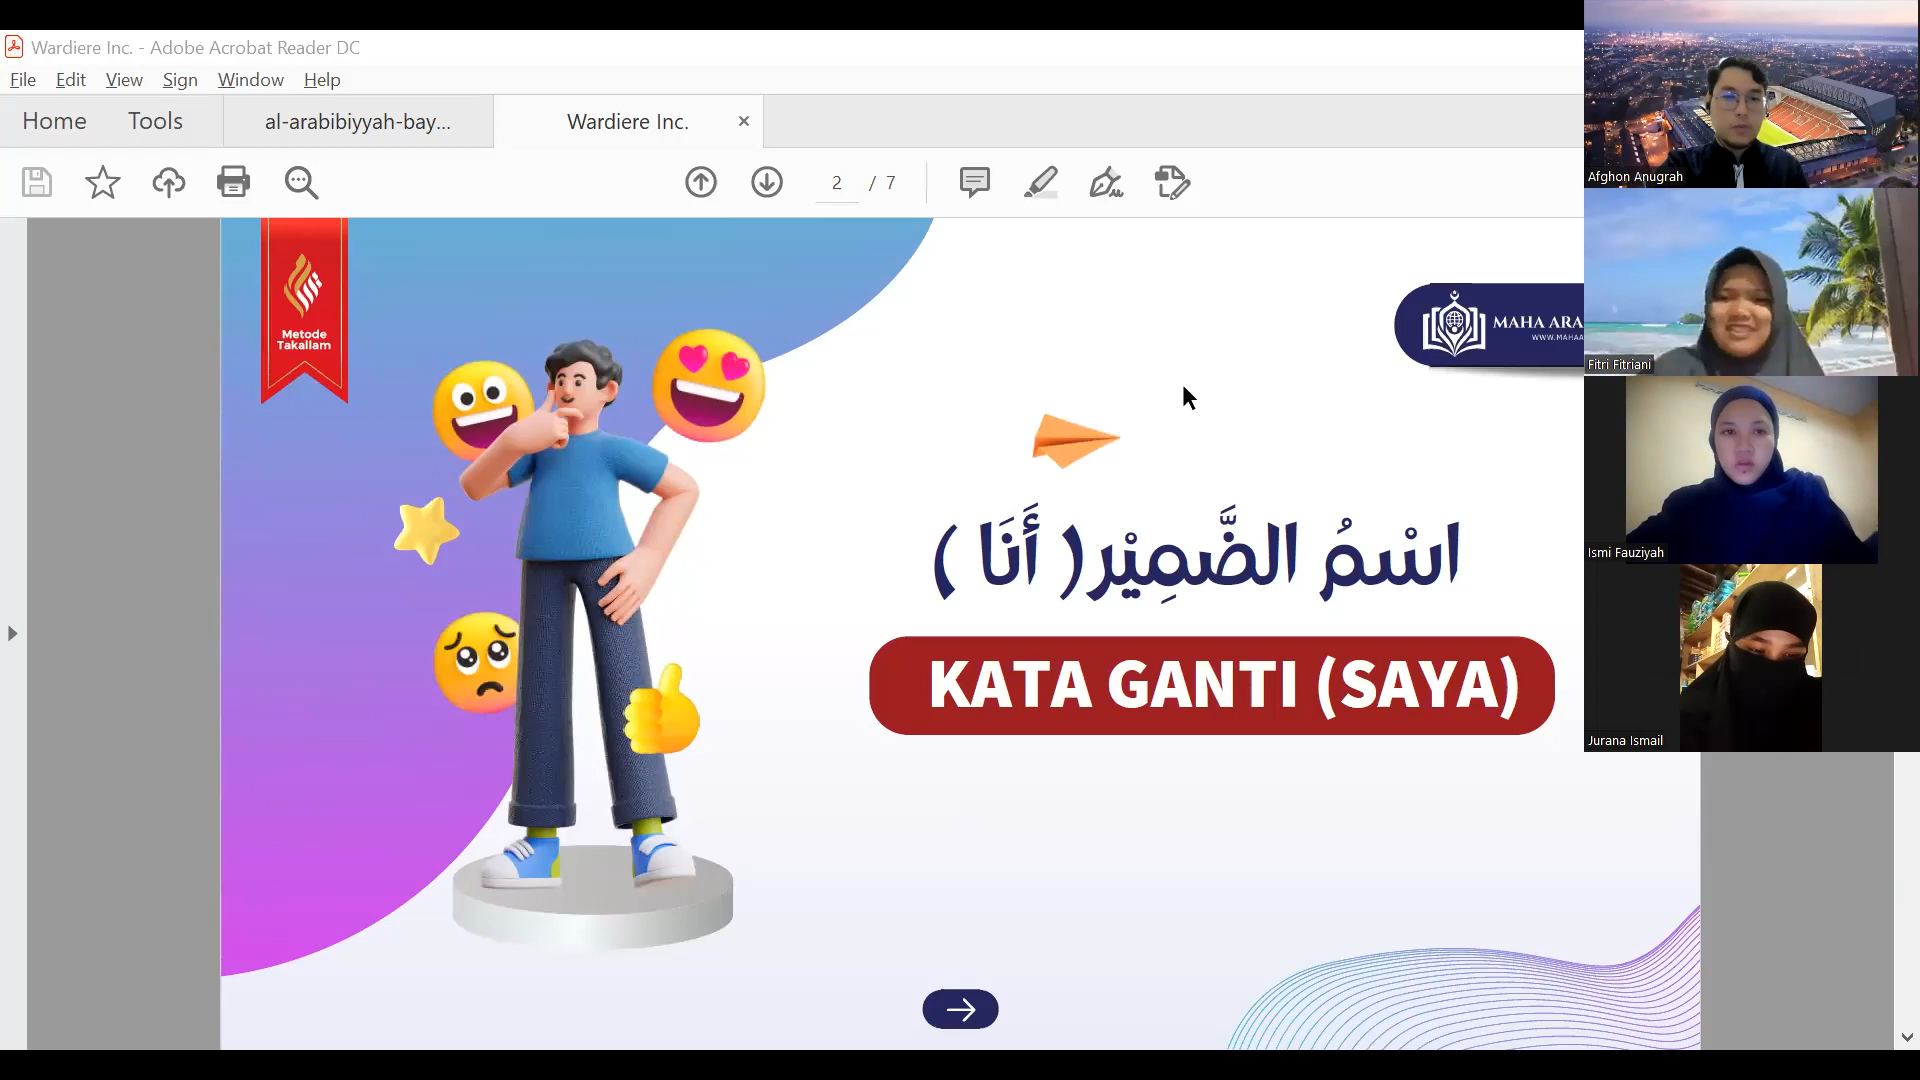 Wardiere Inc. - Adobe Acrobat Reader DC
File Edit View Sign Window Help
Home Tools al-arabibiyyah-bay... Wardiere Inc.
2 / 7
Metode
Takallam
MAHA ARA
WWW.MAHAA
اسْمُ الضَّمِيْر( أَنَا )
KATA GANTI (SAYA)
Afghon Anugrah
Fitri Fitriani
Ismi Fauziyah
Jurana Ismail